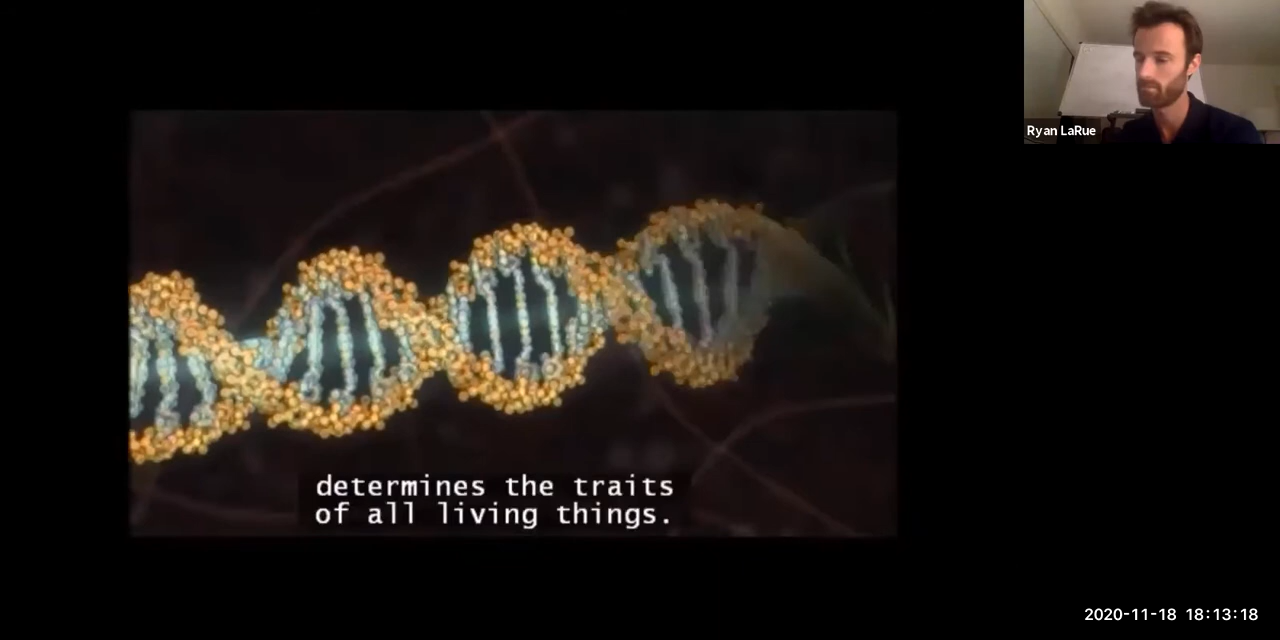 Ryan LaRue
determines the traits
of all living things.
2020-11-18 18:13:18